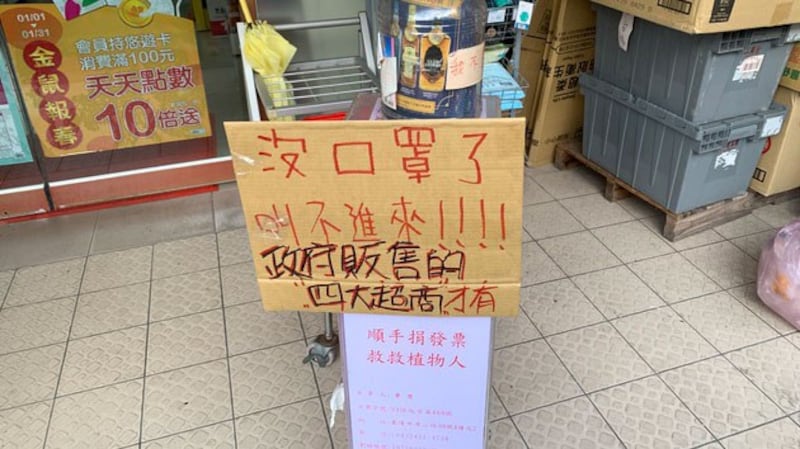 01/01
01/31
金鼠報喜
會員持悠遊卡
消費滿100元
天天點數
10倍送
沒口罩了
叫不進來!!!!
政府販售的
"四大超商"才有
順手捐發票
救救植物人